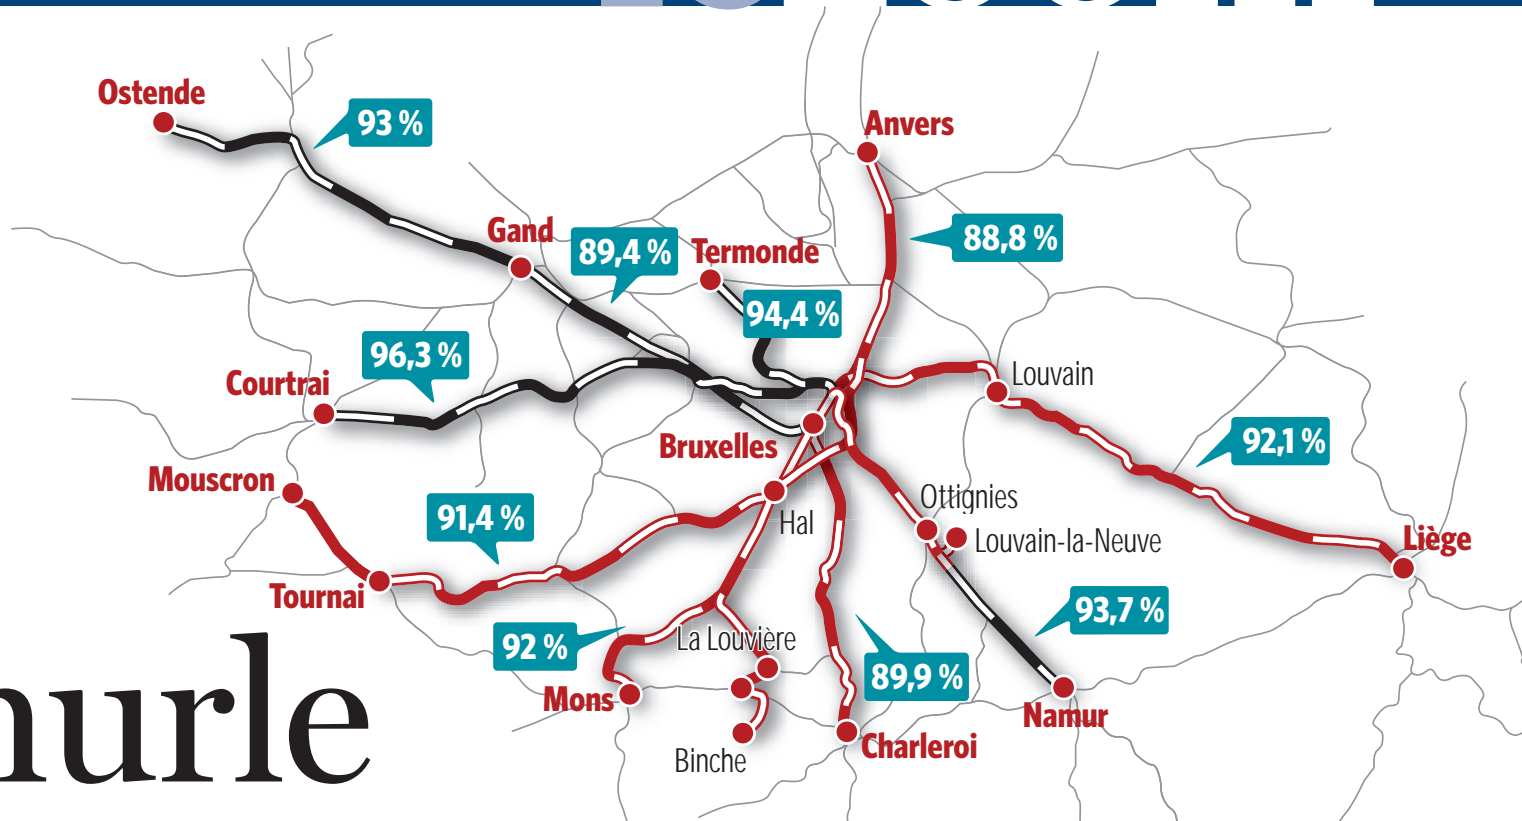 Ostende
93 %
Anvers
Gand
89,4 %
Termonde
88,8 %
94,4 %
96,3 %
Courtrai
Louvain
Bruxelles
92,1 %
Mouscron
91,4 %
Hal
Ottignies
Louvain-la-Neuve
Liège
Tournai
93,7 %
92 %
La Louvière
89,9 %
Mons
Namur
Charleroi
Binche
urle